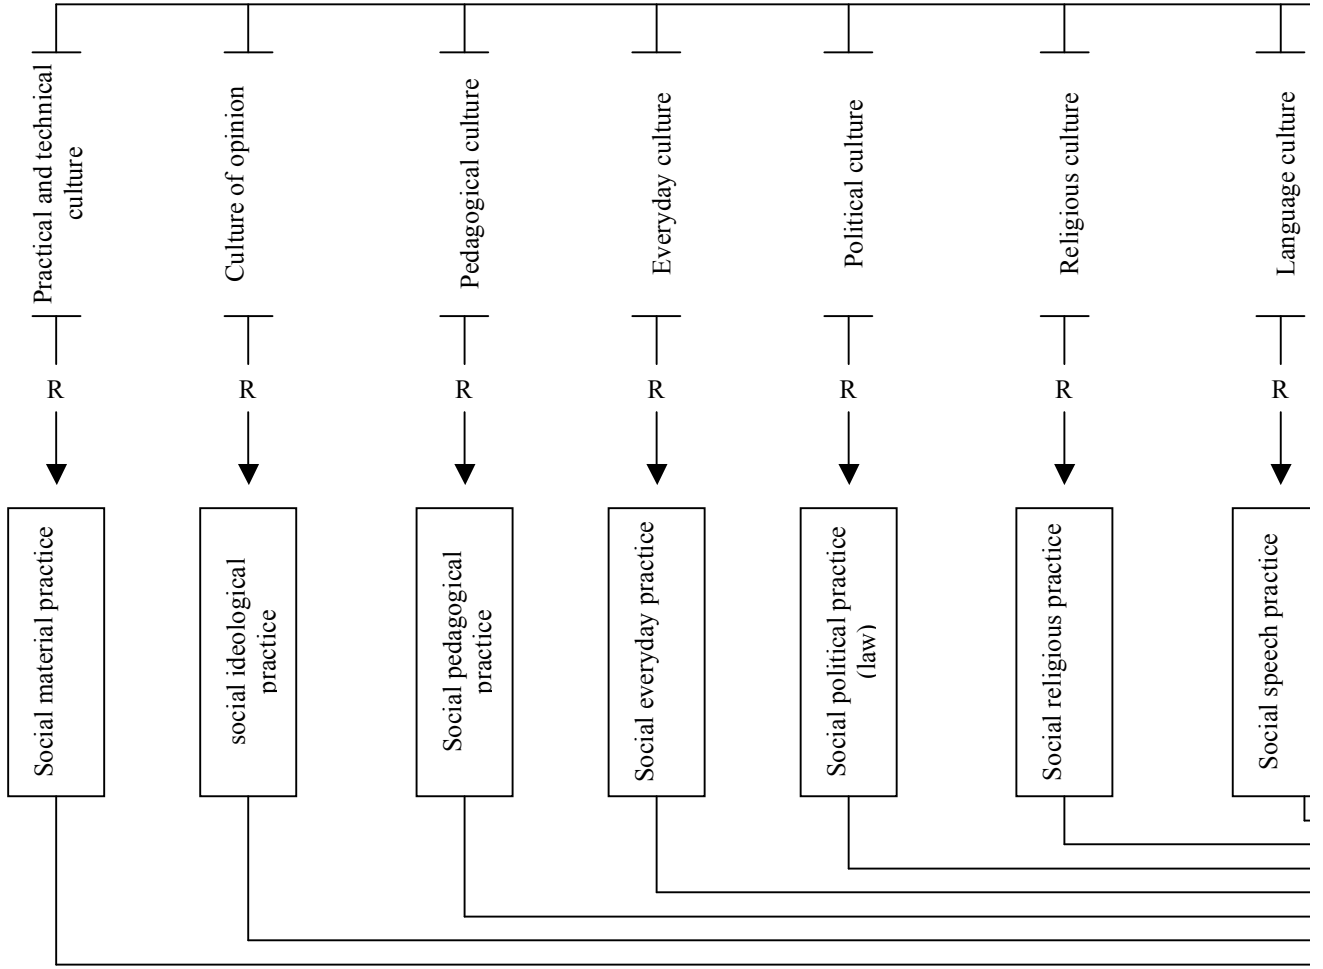 Practical and technical
culture
Culture of opinion
Pedagogical culture
Everyday culture
Political culture
Religious culture
Language culture
R
R
R
R
R
R
R
Social material practice
social ideological
practice
Social pedagogical
practice
Social everyday practice
Social political practice
(law)
Social religious practice
Social speech practice